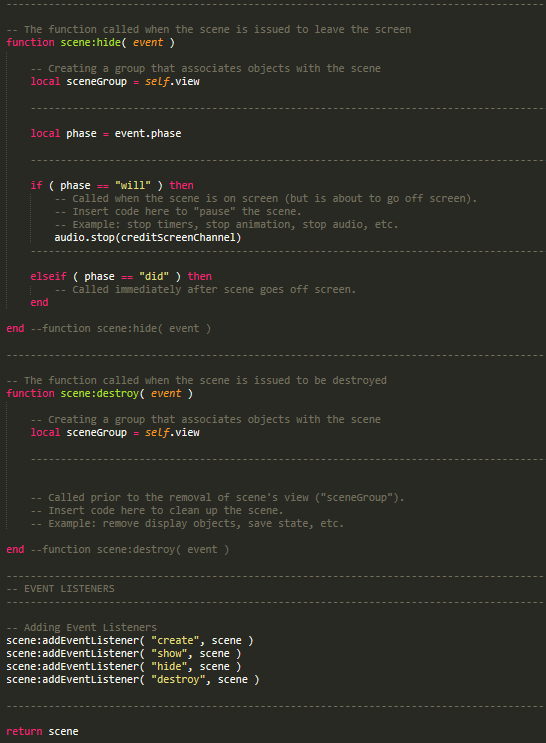 -----------------------------------------------------------------------------------------
-- The function called when the scene is issued to leave the screen
function scene:hide( event )
-- Creating a group that associates objects with the scene
local sceneGroup = self.view
-------------------------------------------------------------------------------------
local phase = event.phase
-------------------------------------------------------------------------------------
if ( phase == "will" ) then
-- Called when the scene is on screen (but is about to go off screen).
-- Insert code here to "pause" the scene.
-- Example: stop timers, stop animation, stop audio, etc.
audio.stop(creditScreenChannel)
-------------------------------------------------------------------------------------
elseif ( phase == "did" ) then
-- Called immediately after scene goes off screen.
end
end --function scene:hide( event )
-----------------------------------------------------------------------------------------
-- The function called when the scene is issued to be destroyed
function scene:destroy( event )
-- Creating a group that associates objects with the scene
local sceneGroup = self.view
-------------------------------------------------------------------------------------
-- Called prior to the removal of scene's view ("sceneGroup").
-- Insert code here to clean up the scene.
-- Example: remove display objects, save state, etc.
end --function scene:destroy( event )
-----------------------------------------------------------------------------------------
-- EVENT LISTENERS
-----------------------------------------------------------------------------------------
-- Adding Event Listeners
scene:addEventListener( "create", scene )
scene:addEventListener( "show", scene )
scene:addEventListener( "hide", scene )
scene:addEventListener( "destroy", scene )
-----------------------------------------------------------------------------------------
return scene